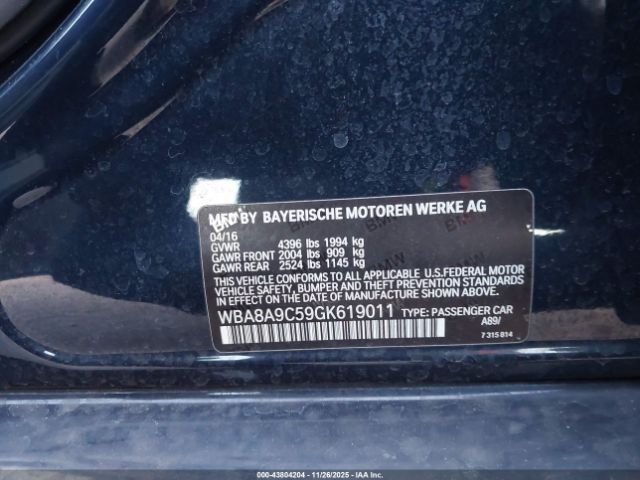 MFD BY BAYERISCHE MOTOREN WERKE AG
04/16
GVWR 4396 lbs 1994 kg
GAWR FRONT 2004 lbs 909 kg
GAWR REAR 2524 lbs 1145 kg
THIS VEHICLE CONFORMS TO ALL APPLICABLE U.S.FEDERAL MOTOR
VEHICLE SAFETY, BUMPER AND THEFT PREVENTION STANDARDS
IN EFFECT ON THE DATE OF MANUFACTURE SHOWN ABOVE.
WBA8A9C59GK619011 TYPE: PASSENGER CAR
A89/
7 315 814
© - 43804204 - 11/26/2025 - IAAI.COM